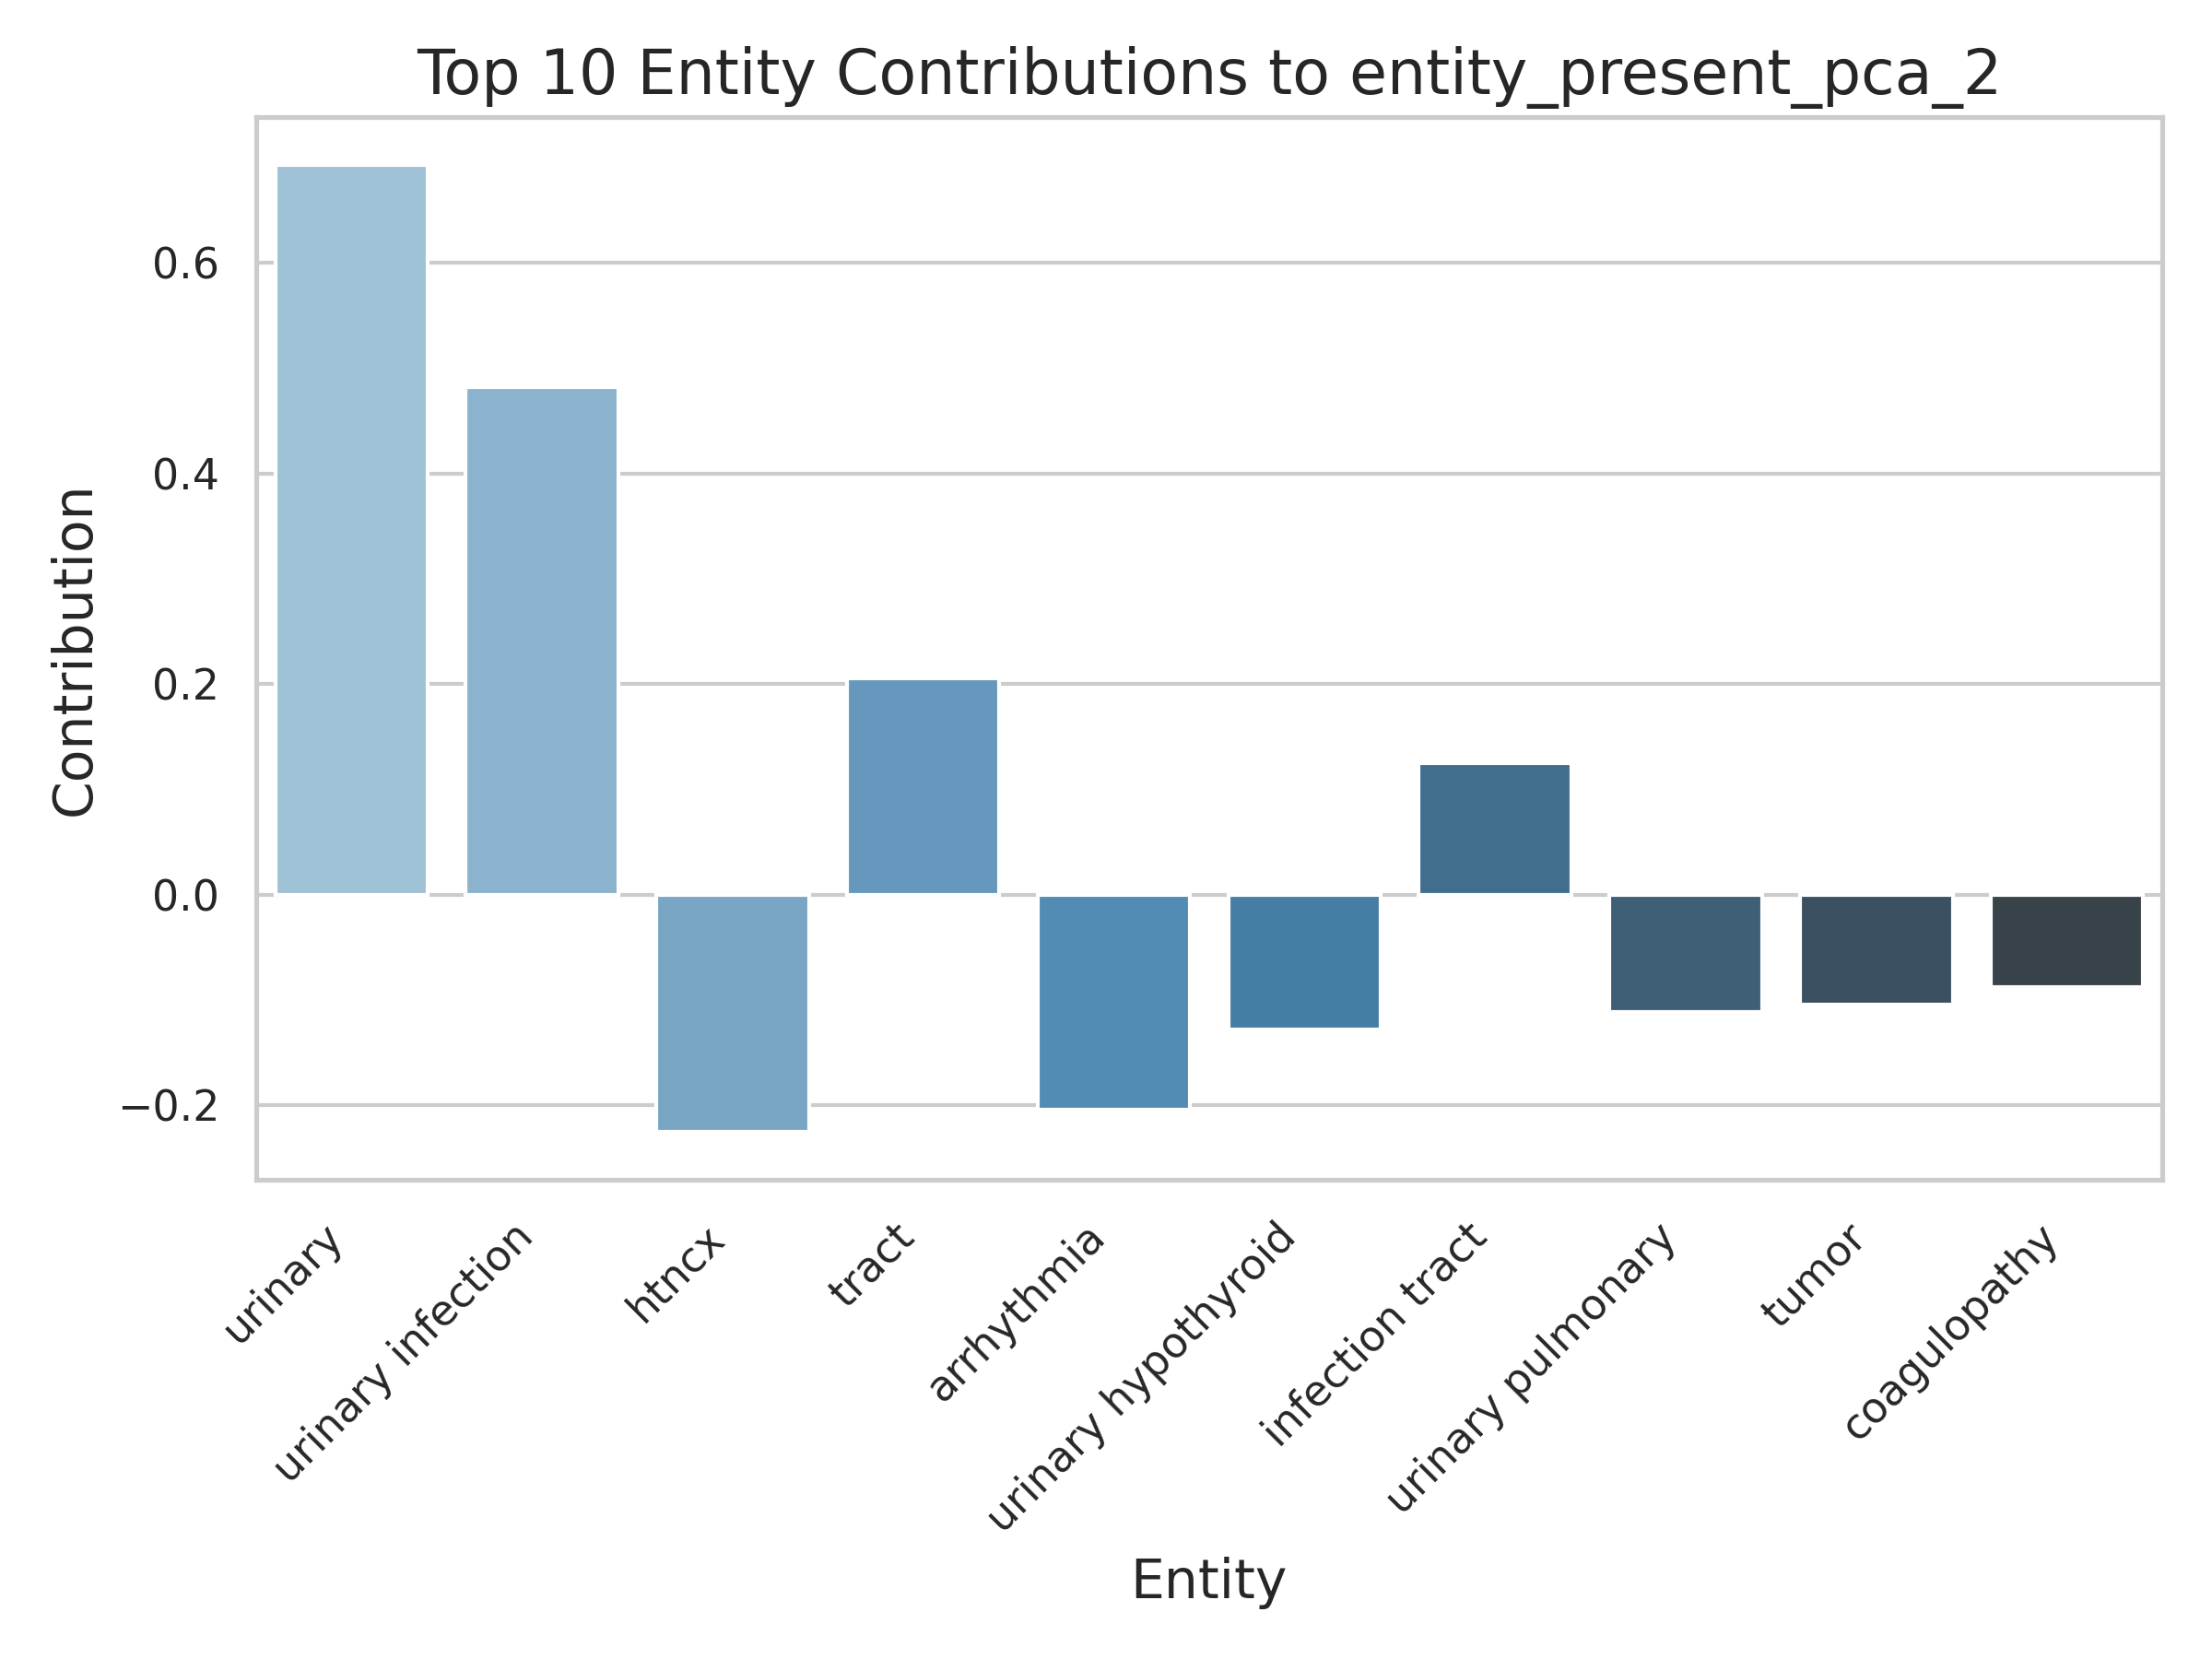 Top 10 Entity Contributions to entity_present_pca_2
Contribution
0.6
0.4
0.2
0.0
−0.2
urinary
urinary infection
htncx
tract
arrhythmia
urinary hypothyroid
infection tract
urinary pulmonary
tumor
coagulopathy
Entity